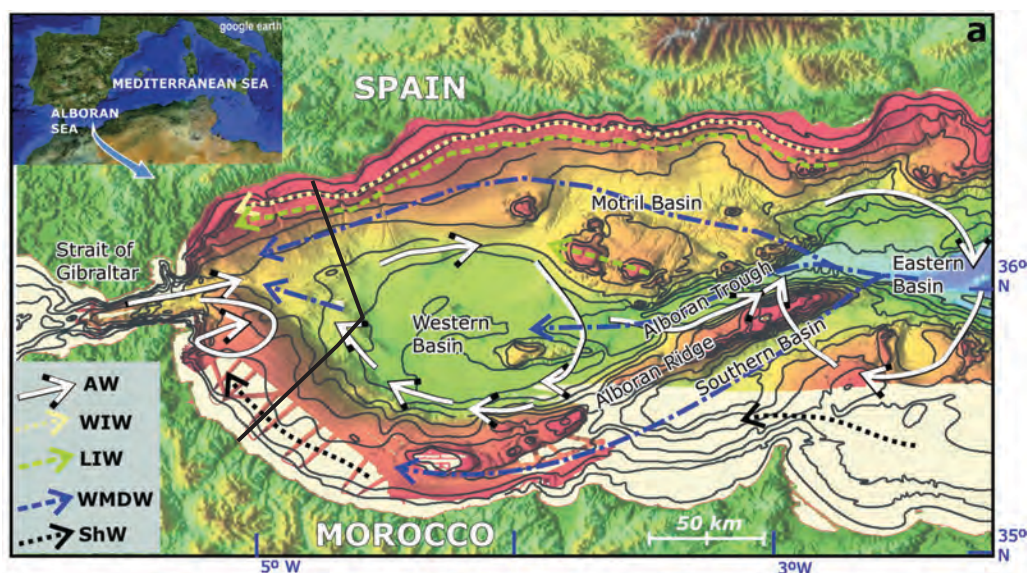 google earth
a
MEDITERRANEAN SEA
ALBORAN
SEA
SPAIN
Motril Basin
Strait of
Gibraltar
Eastern
Basin
36º
N
Alboran Trough
Western
Basin
Alboran Ridge
Southern Basin
AW
WIW
LIW
WMDW
ShW
MOROCCO
50 km
35º
N
5º W
3º W